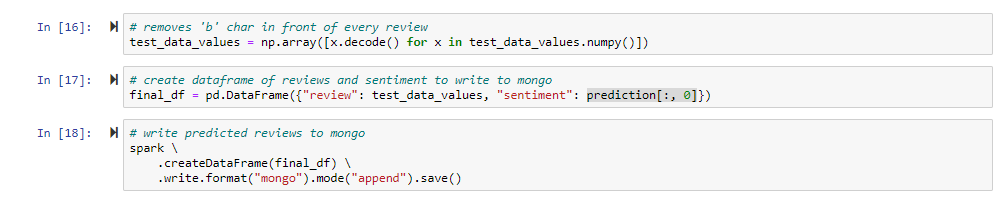 In [16]: # removes 'b' char in front of every review
test_data_values = np.array([x.decode() for x in test_data_values.numpy()])
In [17]: # create dataframe of reviews and sentiment to write to mongo
final_df = pd.DataFrame({"review": test_data_values, "sentiment": prediction[:, 0]})
In [18]: # write predicted reviews to mongo
spark \
.createDataFrame(final_df) \
.write.format("mongo").mode("append").save()